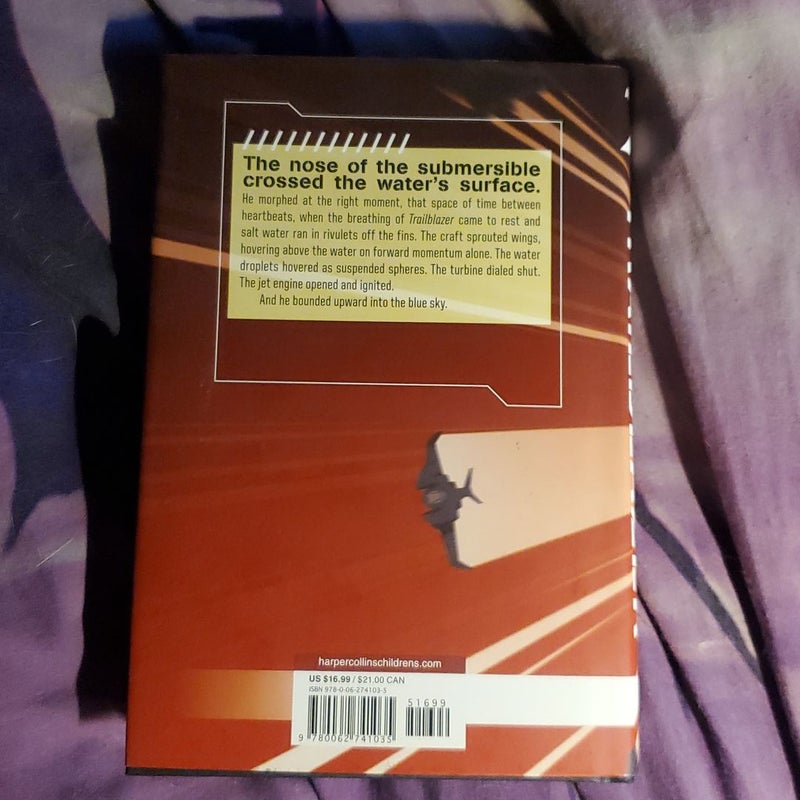 The nose of the submersible
crossed the water's surface.
He morphed at the right moment, that space of time between
heartbeats, when the breathing of Trailblazer came to rest and
salt water ran in rivulets off the fins. The craft sprouted wings,
hovering above the water on forward momentum alone. The water
droplets hovered as suspended spheres. The turbine dialed shut.
The jet engine opened and ignited.
And he bounded upward into the blue sky.
harpercollinschildrens.com
US $16.99 / $21.00 CAN
ISBN 978-0-06-274103-5
51699
9 780062 741035